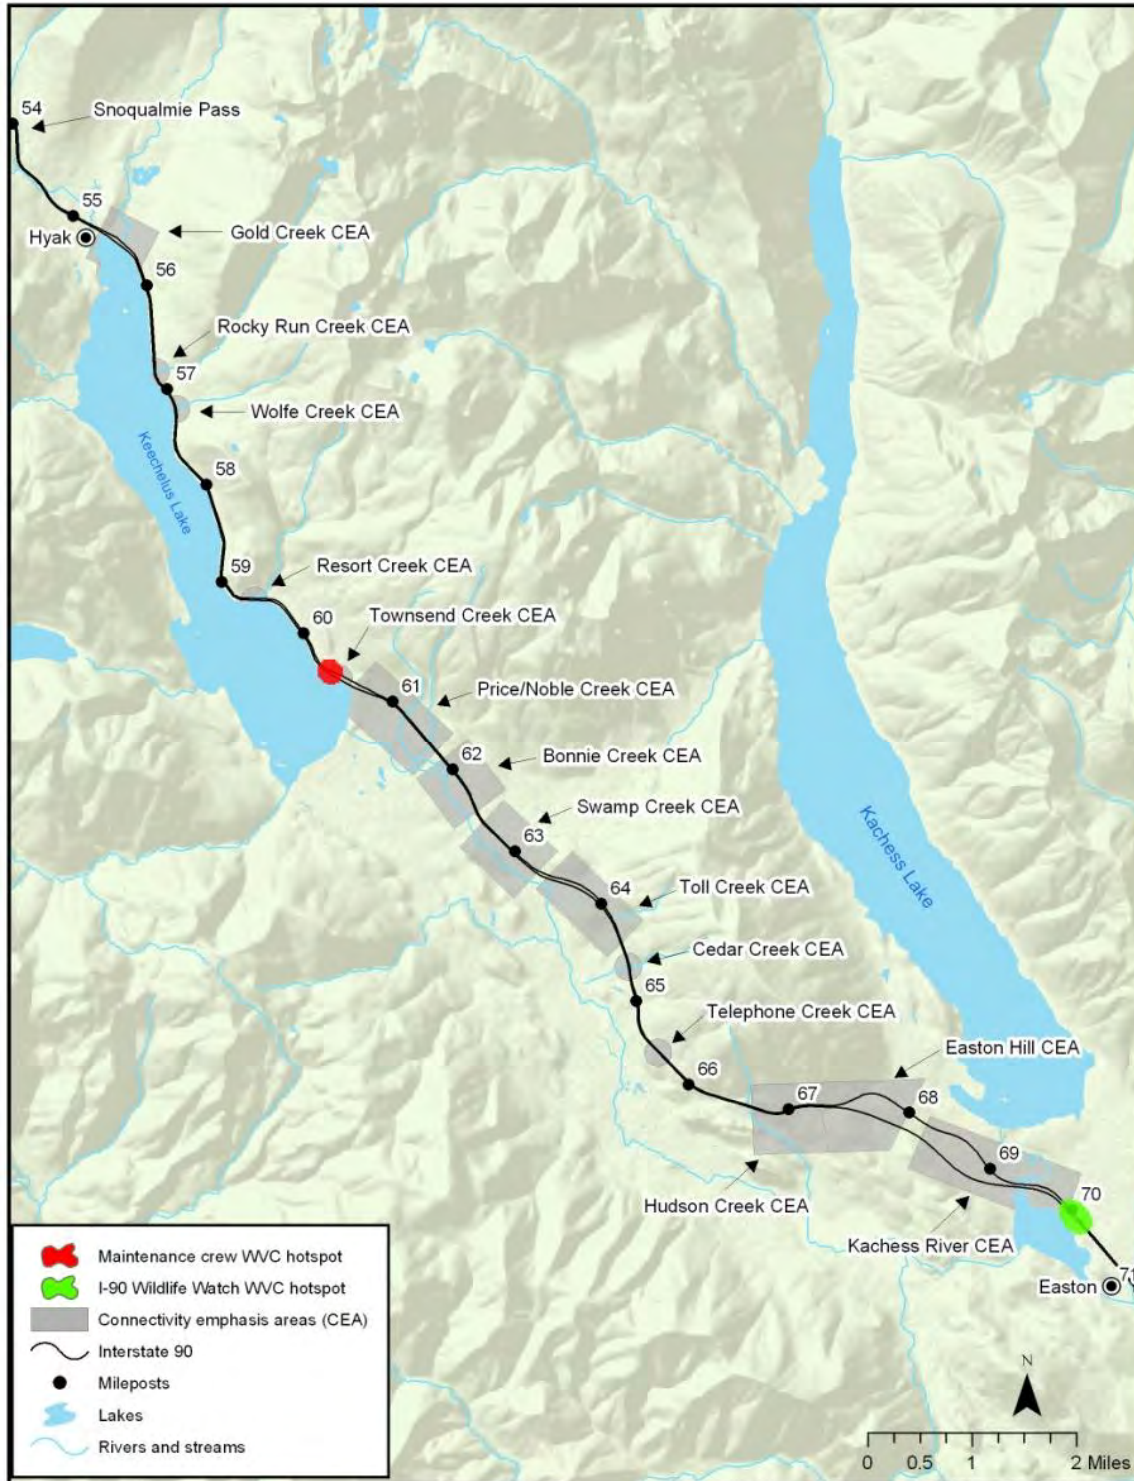 54
Snoqualmie Pass
55
Hyak
Gold Creek CEA
56
Rocky Run Creek CEA
57
Wolfe Creek CEA
Keechelus Lake
58
59
Resort Creek CEA
60
Townsend Creek CEA
61
Price/Noble Creek CEA
62
Bonnie Creek CEA
Swamp Creek CEA
63
Kachess Lake
64
Toll Creek CEA
Cedar Creek CEA
65
Telephone Creek CEA
Easton Hill CEA
66
67
68
69
Hudson Creek CEA
70
Kachess River CEA
Easton
71
Maintenance crew WVC hotspot
I-90 Wildlife Watch WVC hotspot
Connectivity emphasis areas (CEA)
Interstate 90
Mileposts
Lakes
Rivers and streams
N
0 0.5 1 2 Miles